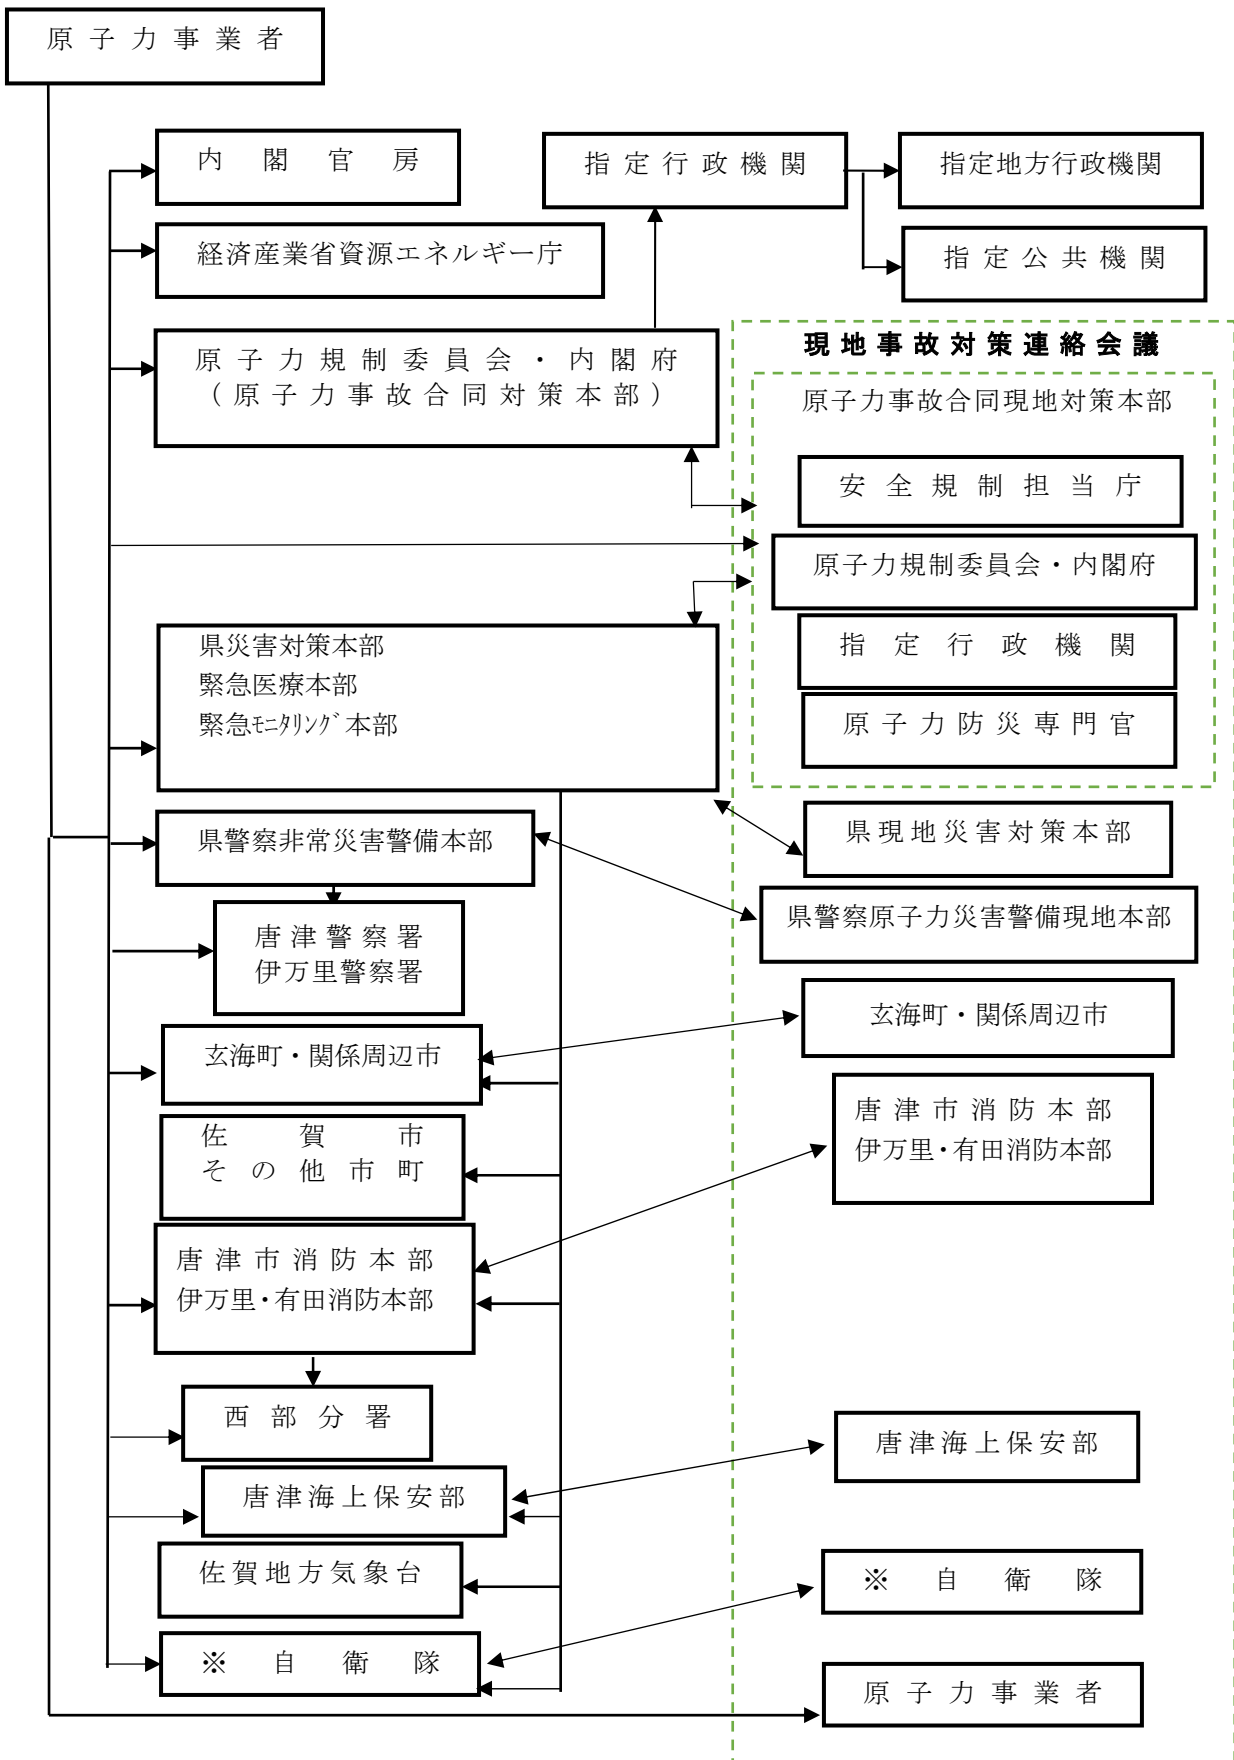 原子力事業者
内閣官房
指定行政機関
指定地方行政機関
経済産業省資源エネルギー庁
指定公共機関
原子力規制委員会・内閣府
(原子力事故合同対策本部)
現地事故対策連絡会議
原子力事故合同現地対策本部
安全規制担当庁
原子力規制委員会・内閣府
指定行政機関
原子力防災専門官
県災害対策本部
緊急医療本部
緊急ﾓﾆﾀﾘﾝｸﾞ本部
県警察非常災害警備本部
県現地災害対策本部
唐津警察署
伊万里警察署
県警察原子力災害警備現地本部
玄海町・関係周辺市
玄海町・関係周辺市
佐賀市
その他市町
唐津市消防本部
伊万里・有田消防本部
唐津市消防本部
伊万里・有田消防本部
西部分署
唐津海上保安部
唐津海上保安部
佐賀地方気象台
※自衛隊
※自衛隊
原子力事業者